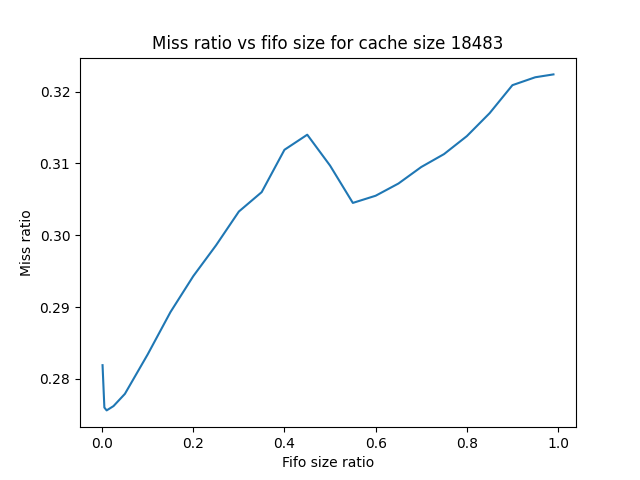 Miss ratio vs fifo size for cache size 18483
0.32
0.31
0.30
0.29
0.28
Miss ratio
0.0 0.2 0.4 0.6 0.8 1.0
Fifo size ratio